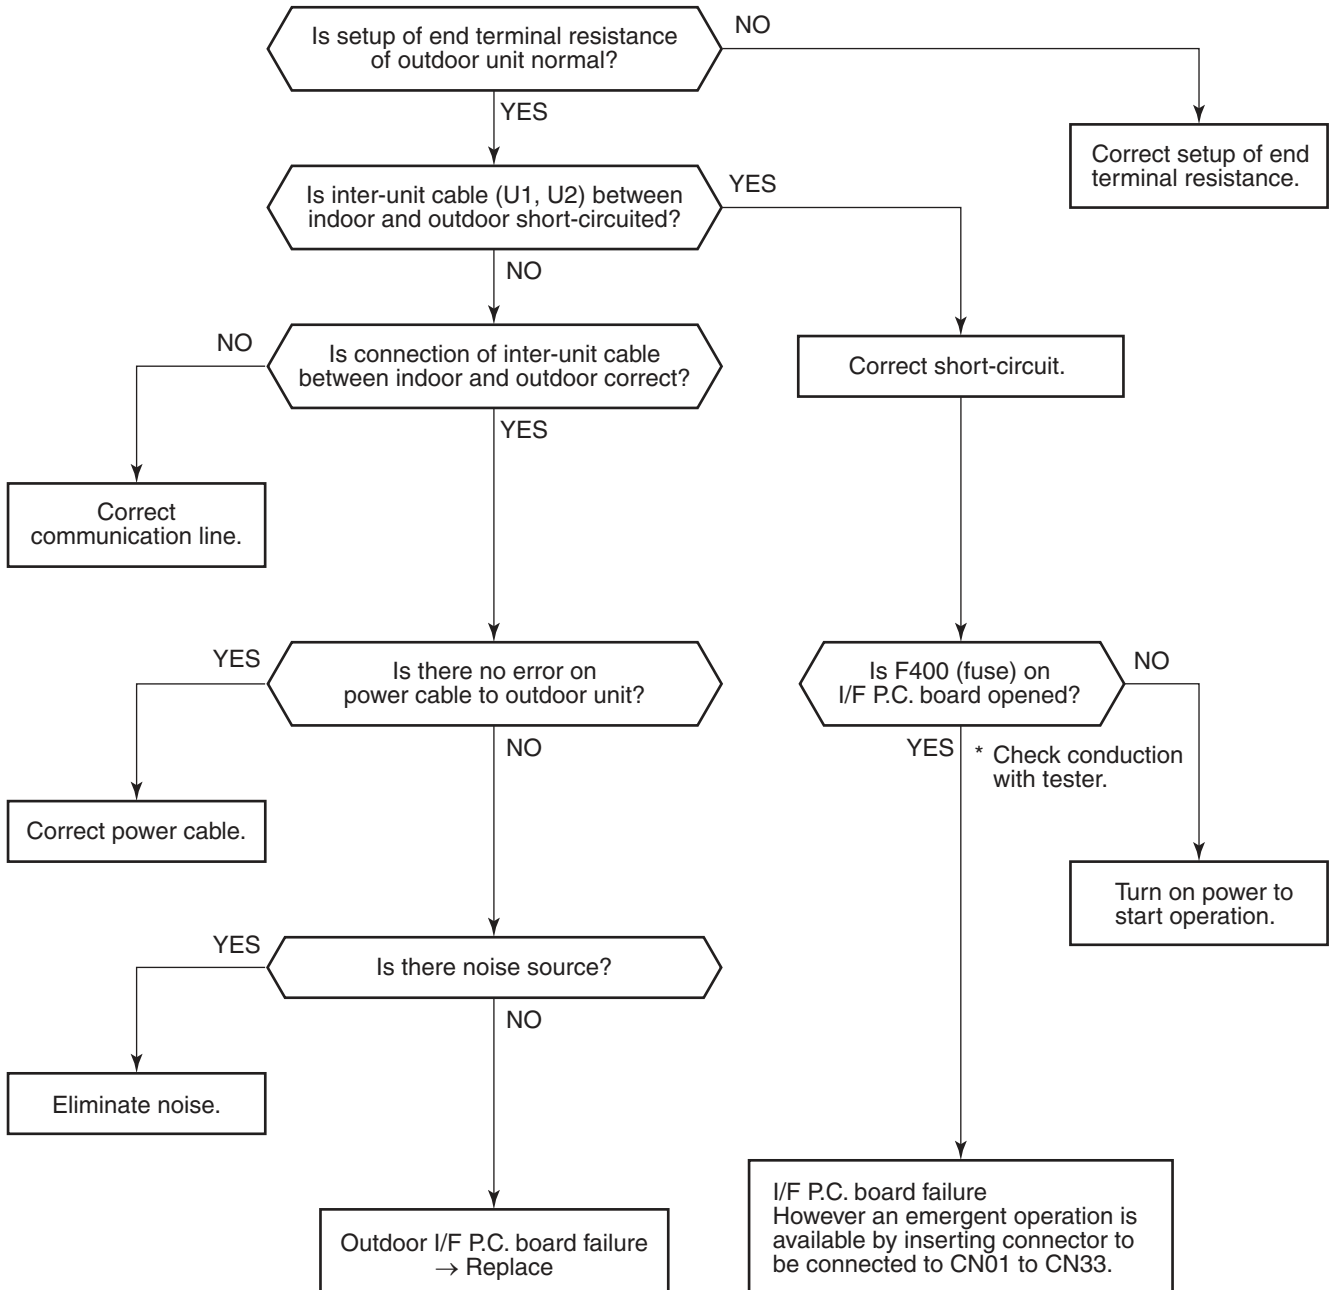 Is setup of end terminal resistance
of outdoor unit normal?
NO
YES
Correct setup of end
terminal resistance.
Is inter-unit cable (U1, U2) between
indoor and outdoor short-circuited?
YES
NO
NO
Is connection of inter-unit cable
between indoor and outdoor correct?
Correct short-circuit.
YES
Correct
communication line.
YES
Is there no error on
power cable to outdoor unit?
Is F400 (fuse) on
I/F P.C. board opened?
NO
NO
YES
* Check conduction
with tester.
Correct power cable.
Turn on power to
start operation.
YES
Is there noise source?
NO
Eliminate noise.
Outdoor I/F P.C. board failure
→ Replace
I/F P.C. board failure
However an emergent operation is
available by inserting connector to
be connected to CN01 to CN33.